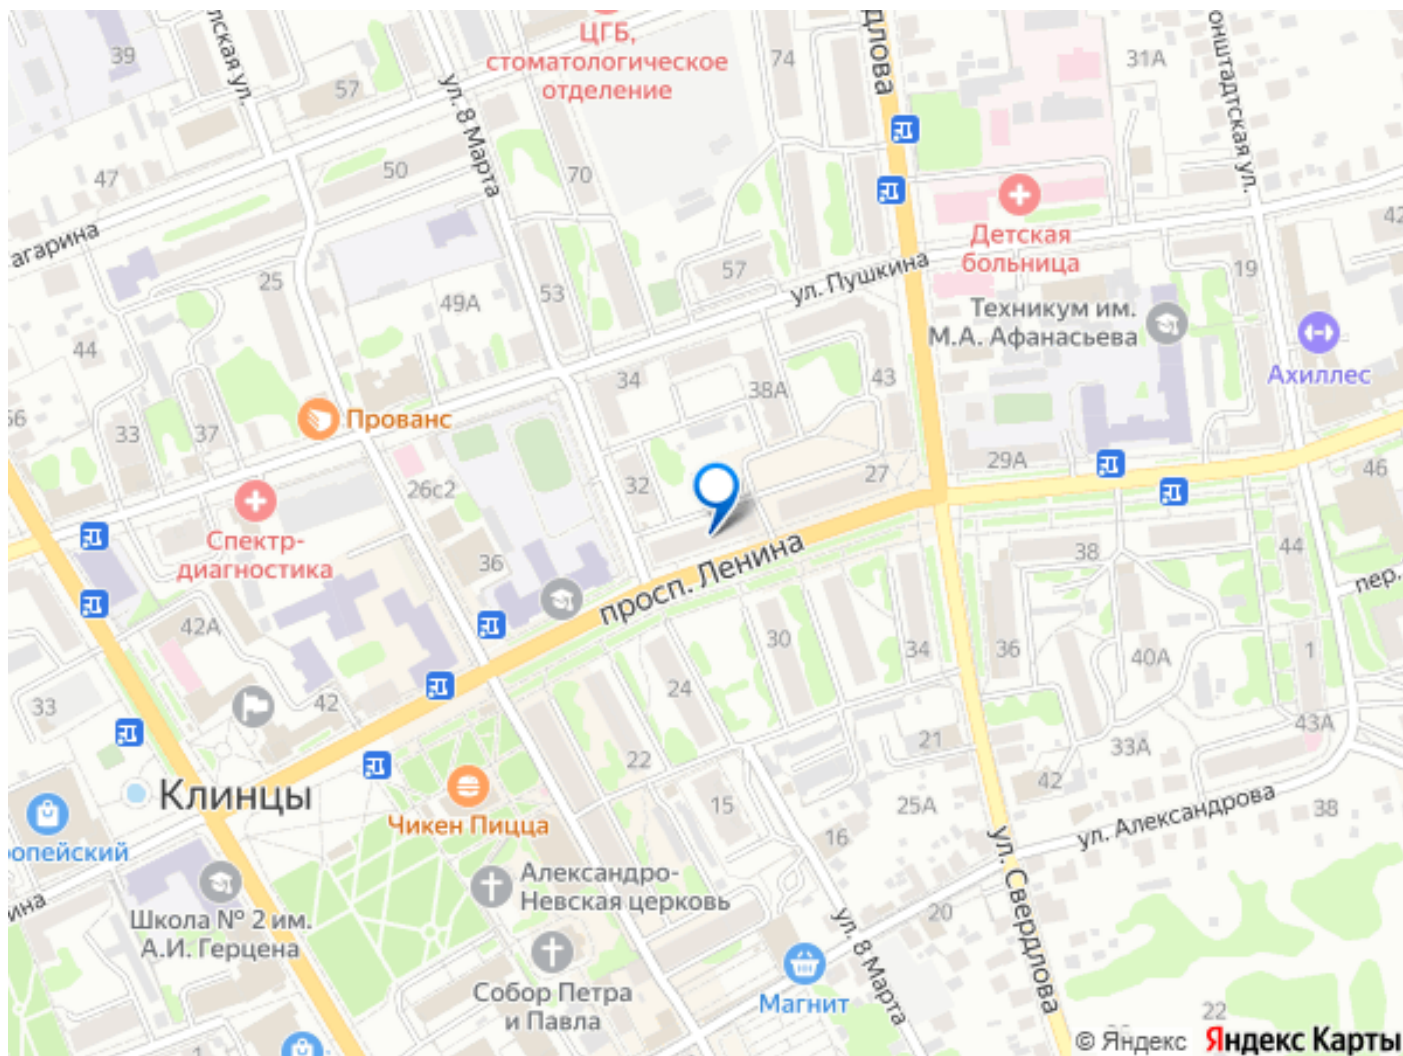 ЦГБ,
стоматологическое
отделение
39
57
74
31А
ул. 8 Марта
47
50
70
агарина
25
49А
53
57
ул. Пушкина
Детская
больница
19
42
Техникум им.
М.А. Афанасьева
Ахиллес
44
34
38А
43
Прованс
33
37
32
26с2
27
29А
46
Спектр-
диагностика
36
просп. Ленина
38
44
пер.
42А
30
34
36
40А
1
33
42
24
22
21
43А
33А
42
Клинцы
Чикен Пицца
15
16
25А
ул. Александрова
38
ропейский
Школа № 2 им.
А.И. Герцена
Александро-
Невская церковь
ул. 8 Марта
20
ул. Свердлова
Собор Петра
и Павла
Магнит
22
© Яндекс Яндекс Карты